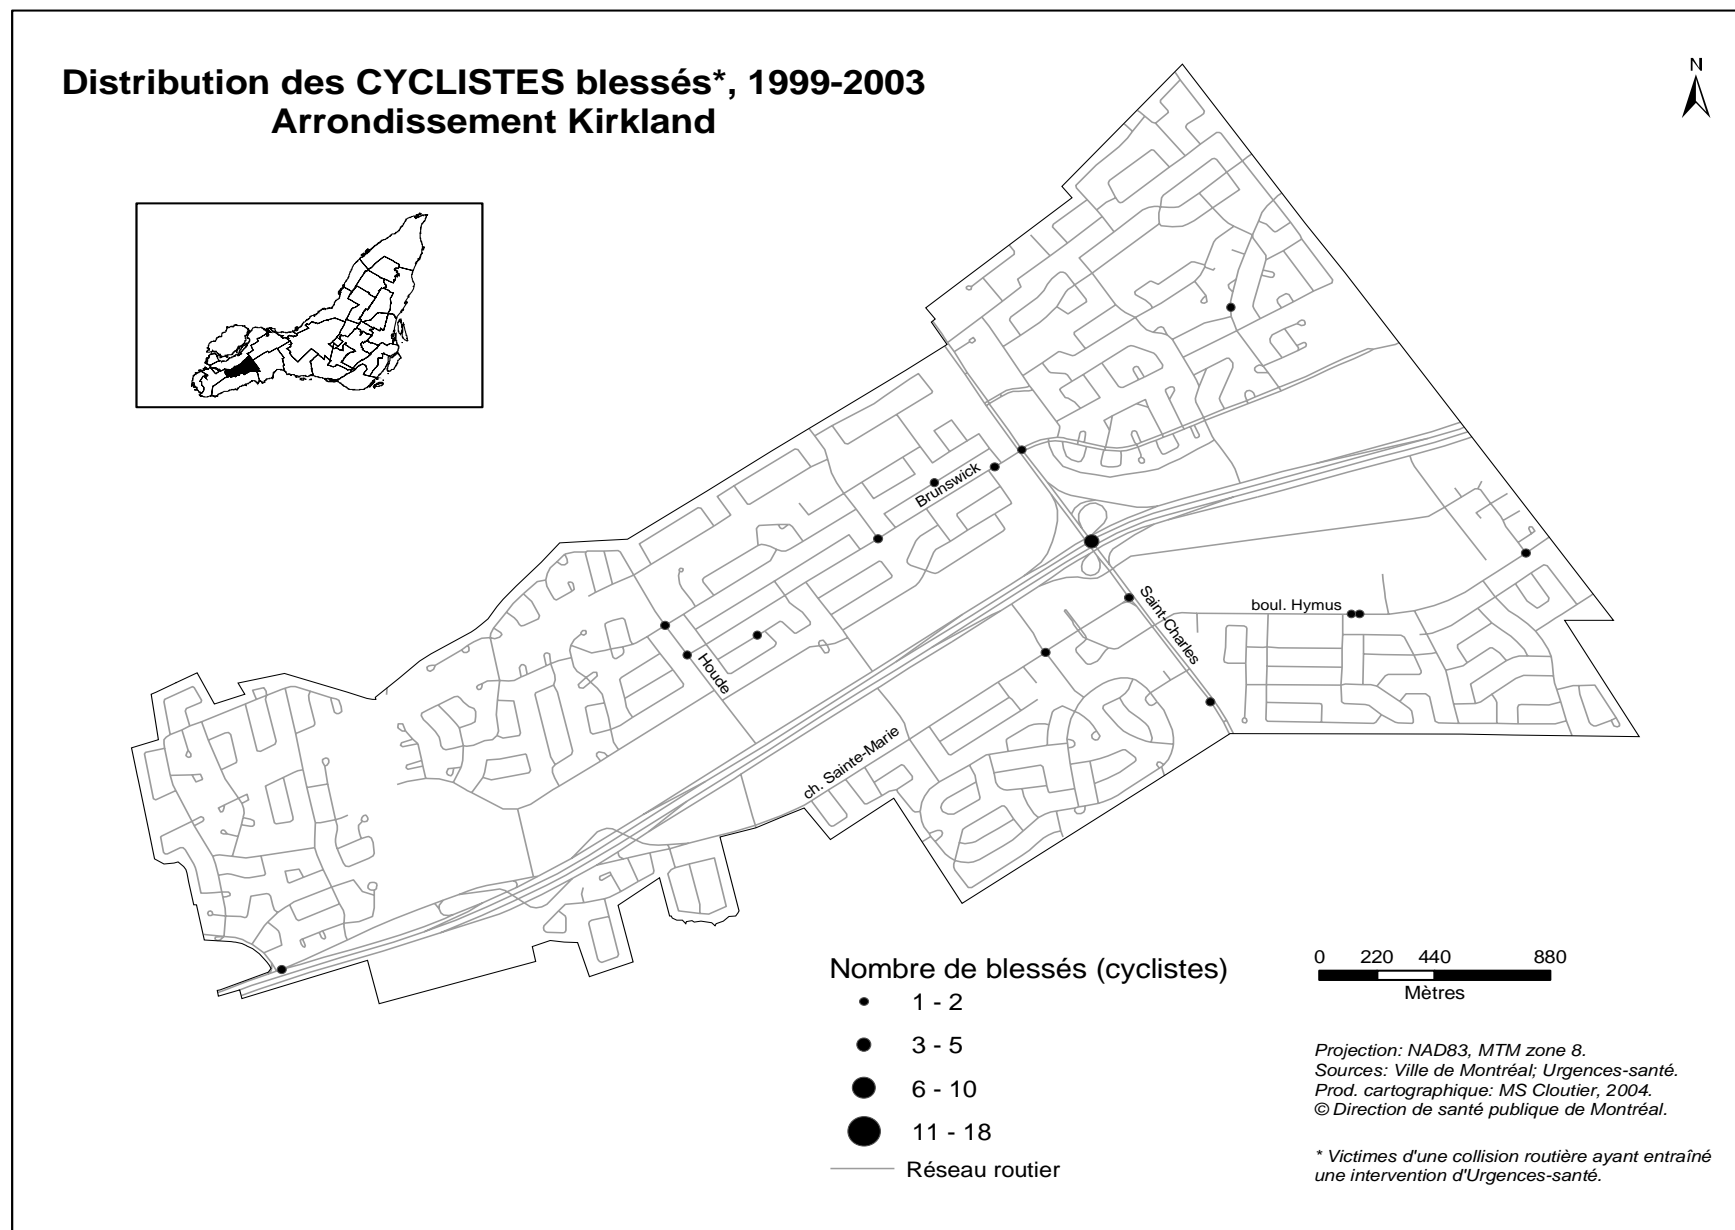 Distribution des CYCLISTES blessés*, 1999-2003
Arrondissement Kirkland
N
Brunswick
Saint-Charles
boul. Hymus
Houde
ch. Sainte-Marie
Nombre de blessés (cyclistes)
1 - 2
3 - 5
6 - 10
11 - 18
Réseau routier
0 220 440 880
Mètres
Projection: NAD83, MTM zone 8.
Sources: Ville de Montréal; Urgences-santé.
Prod. cartographique: MS Cloutier, 2004.
© Direction de santé publique de Montréal.
* Victimes d'une collision routière ayant entraîné
une intervention d'Urgences-santé.